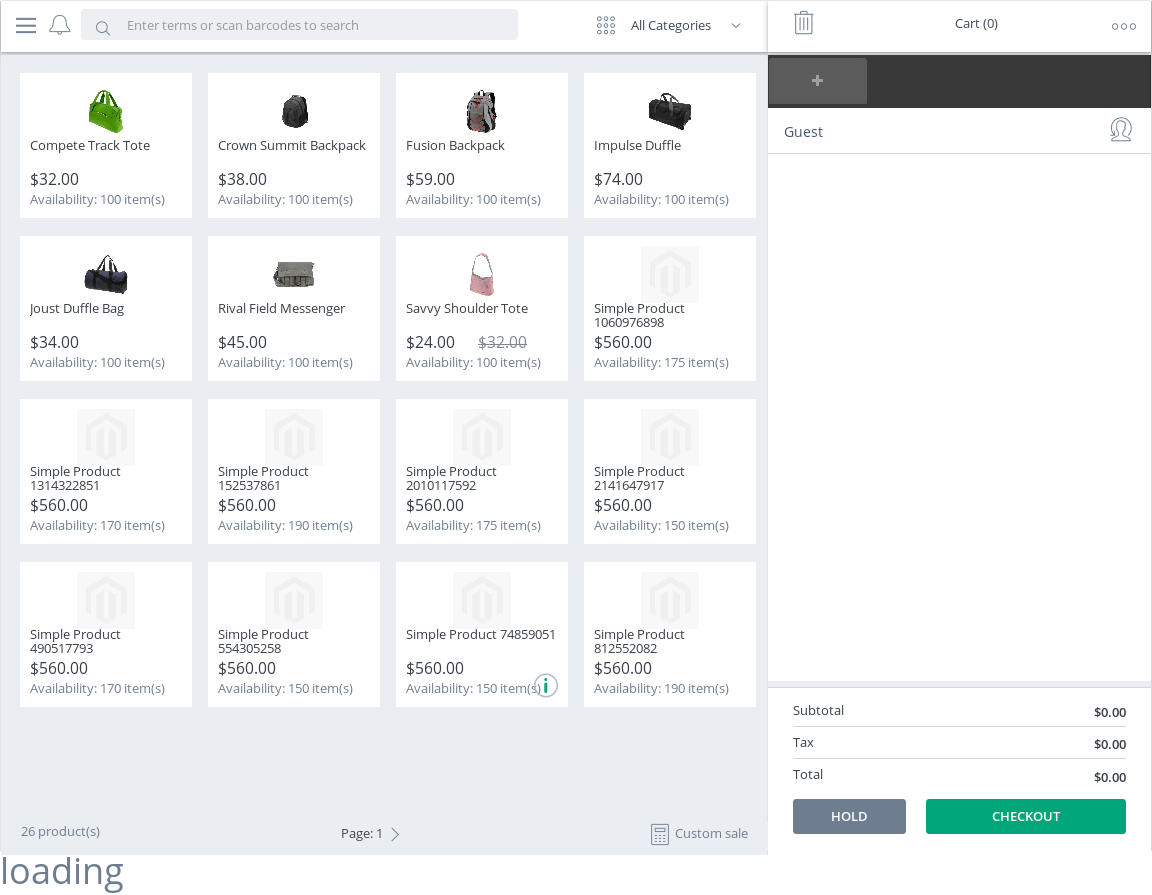 Enter terms or scan barcodes to search
All Categories
Cart (0)
Guest
Compete Track Tote
$32.00
Availability: 100 item(s)
Crown Summit Backpack
$38.00
Availability: 100 item(s)
Fusion Backpack
$59.00
Availability: 100 item(s)
Impulse Duffle
$74.00
Availability: 100 item(s)
Joust Duffle Bag
$34.00
Availability: 100 item(s)
Rival Field Messenger
$45.00
Availability: 100 item(s)
Savvy Shoulder Tote
$24.00 $32.00
Availability: 100 item(s)
Simple Product
1060976898
$560.00
Availability: 175 item(s)
Simple Product
1314322851
$560.00
Availability: 170 item(s)
Simple Product
152537861
$560.00
Availability: 190 item(s)
Simple Product
2010117592
$560.00
Availability: 175 item(s)
Simple Product
2141647917
$560.00
Availability: 150 item(s)
Simple Product
490517793
$560.00
Availability: 170 item(s)
Simple Product
554305258
$560.00
Availability: 150 item(s)
Simple Product 74859051
$560.00
Availability: 150 item(s)
Simple Product
812552082
$560.00
Availability: 190 item(s)
26 product(s)
Page: 1
Custom sale
Subtotal $0.00
Tax $0.00
Total $0.00
HOLD
CHECKOUT
loading